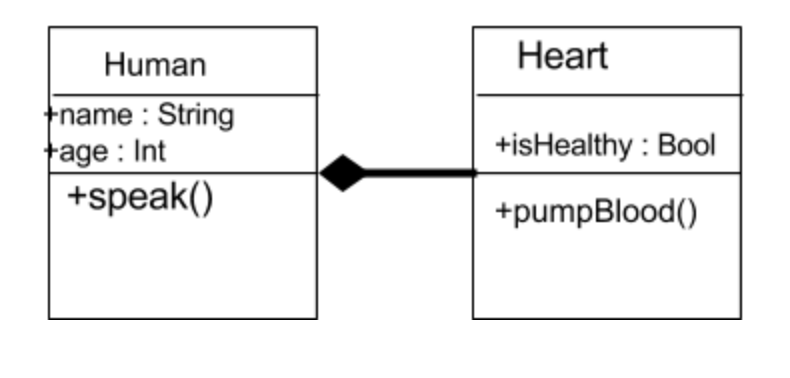 Human
+name : String
+age : Int
+speak()
Heart
+isHealthy : Bool
+pumpBlood()